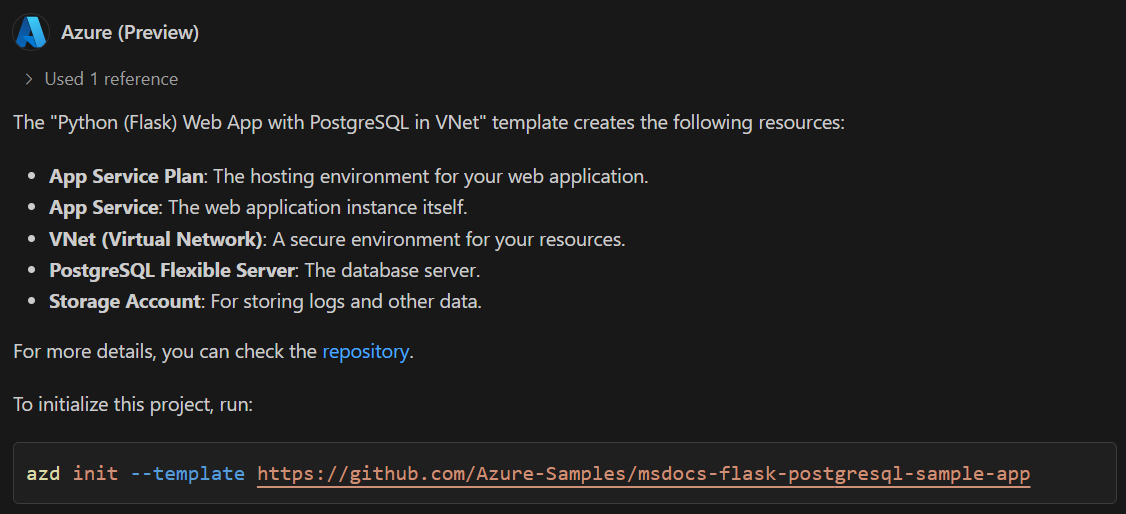 Azure (Preview)
Used 1 reference
The "Python (Flask) Web App with PostgreSQL in VNet" template creates the following resources:
• App Service Plan: The hosting environment for your web application.
• App Service: The web application instance itself.
• VNet (Virtual Network): A secure environment for your resources.
• PostgreSQL Flexible Server: The database server.
• Storage Account: For storing logs and other data.
For more details, you can check the repository.
To initialize this project, run:
azd init --template https://github.com/Azure-Samples/msdocs-flask-postgresql-sample-app